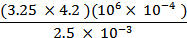 (3.25 × 4.2 )(10⁶× 10⁻⁴ )
2.5 × 10⁻³